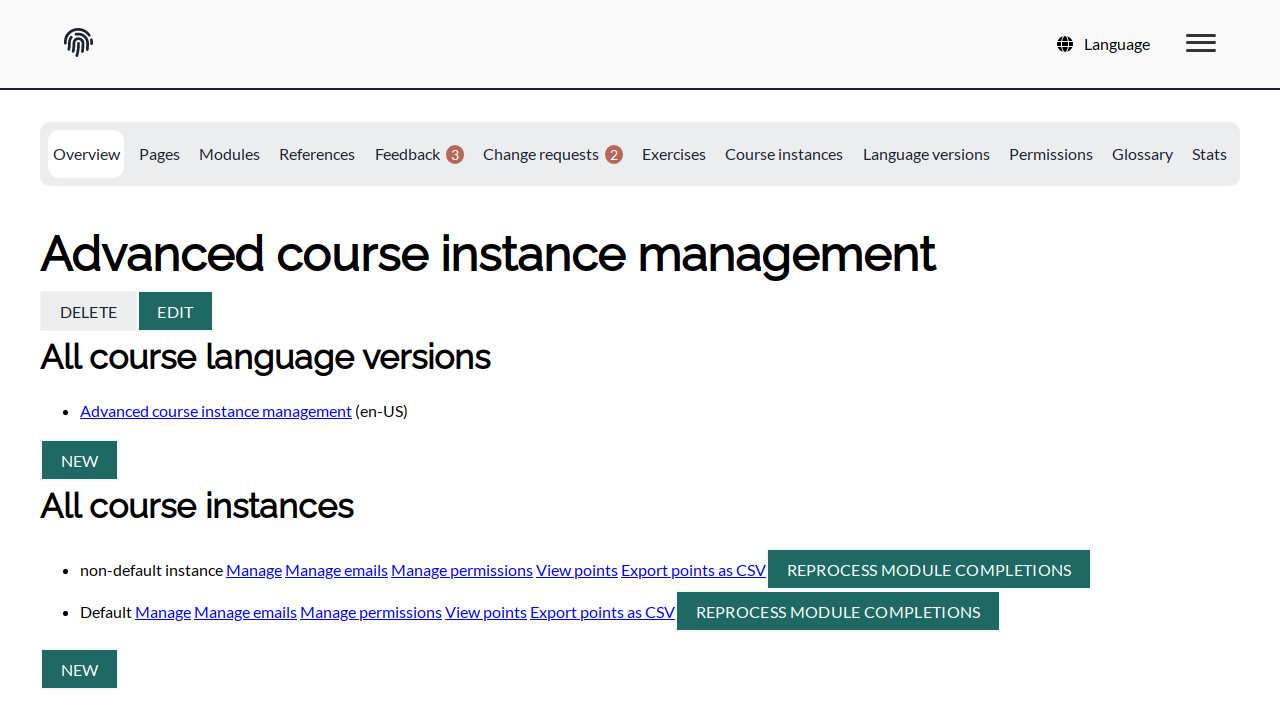 Language
Overview Pages Modules References Feedback 3 Change requests 2 Exercises Course instances Language versions Permissions Glossary Stats
Advanced course instance management
DELETE EDIT
All course language versions
Advanced course instance management (en-US)
NEW
All course instances
non-default instance Manage Manage emails Manage permissions View points Export points as CSV REPROCESS MODULE COMPLETIONS
Default Manage Manage emails Manage permissions View points Export points as CSV REPROCESS MODULE COMPLETIONS
NEW